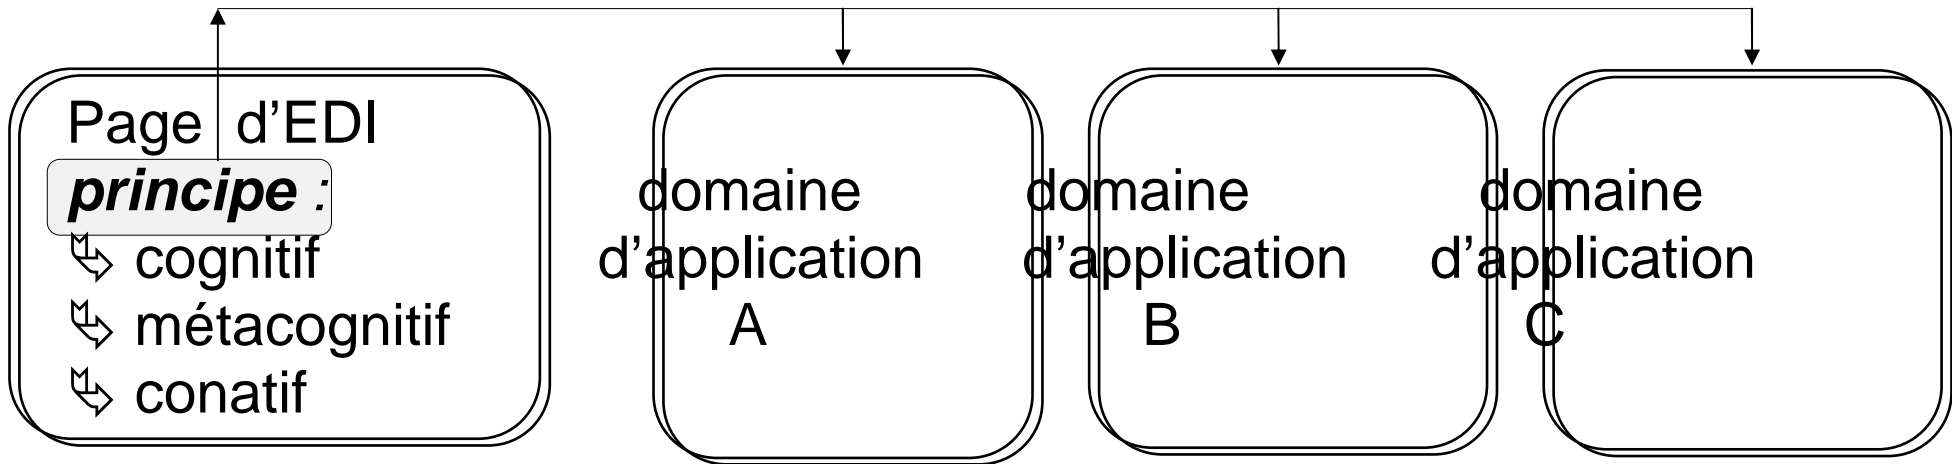 Page d’EDI
principe :
cognitif
métacognitif
conatif
domaine
d’application
A
domaine
d’application
B
domaine
d’application
C